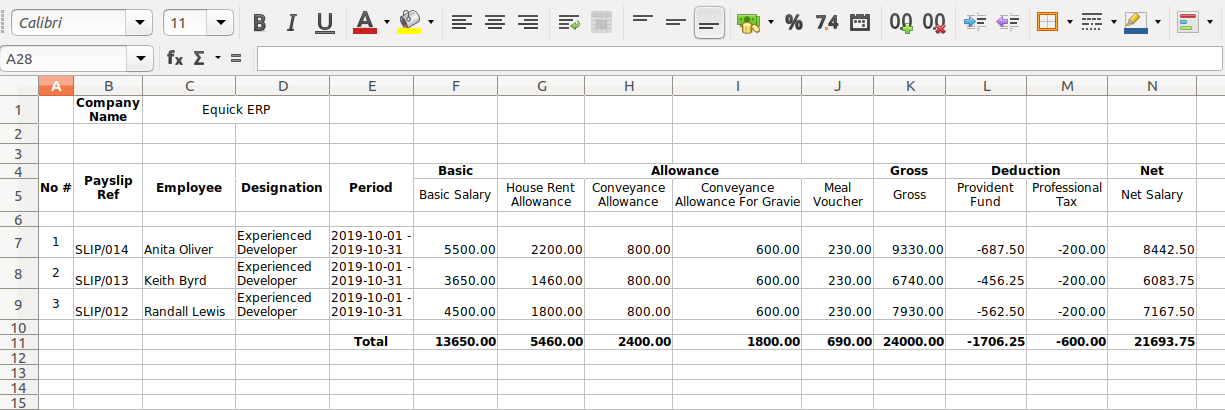 Calibri 11 B I U A % 7.4 00 00
A28 fx Σ =
A B C D E F G H I J K L M N
1 Company Name Equick ERP
2
3
4 Basic Allowance Gross Deduction Net
5 No # Payslip Ref Employee Designation Period Basic Salary House Rent Allowance Conveyance Allowance Conveyance Allowance For Gravie Meal Voucher Gross Provident Fund Professional Tax Net Salary
6
7 1 SLIP/014 Anita Oliver Experienced Developer 2019-10-01 - 2019-10-31 5500.00 2200.00 800.00 600.00 230.00 9330.00 -687.50 -200.00 8442.50
8 2 SLIP/013 Keith Byrd Experienced Developer 2019-10-01 - 2019-10-31 3650.00 1460.00 800.00 600.00 230.00 6740.00 -456.25 -200.00 6083.75
9 3 SLIP/012 Randall Lewis Experienced Developer 2019-10-01 - 2019-10-31 4500.00 1800.00 800.00 600.00 230.00 7930.00 -562.50 -200.00 7167.50
10
11 Total 13650.00 5460.00 2400.00 1800.00 690.00 24000.00 -1706.25 -600.00 21693.75
12
13
14
15